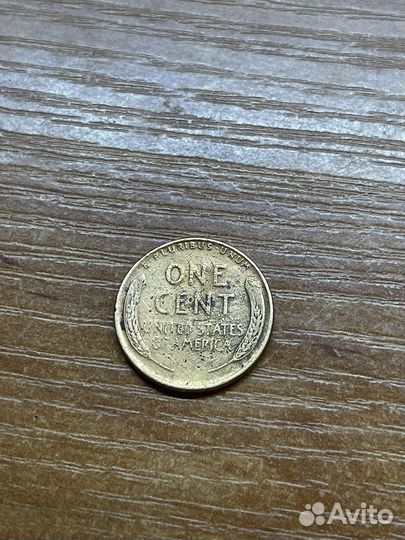 E PLURIBUS UNUM
ONE
CENT
UNITED STATES
OF AMERICA
Avito